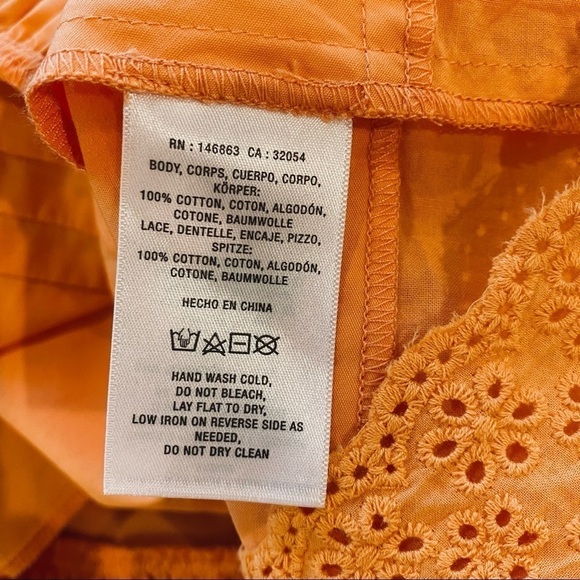 RN : 146863 CA : 32054
BODY, CORPS, CUERPO, CORPO,
KÖRPER:
100% COTTON, COTON, ALGODÓN,
COTONE, BAUMWOLLE
LACE, DENTELLE, ENCAJE, PIZZO,
SPITZE:
100% COTTON, COTON, ALGODÓN,
COTONE, BAUMWOLLE
HECHO EN CHINA
HAND WASH COLD,
DO NOT BLEACH,
LAY FLAT TO DRY,
LOW IRON ON REVERSE SIDE AS
NEEDED,
DO NOT DRY CLEAN